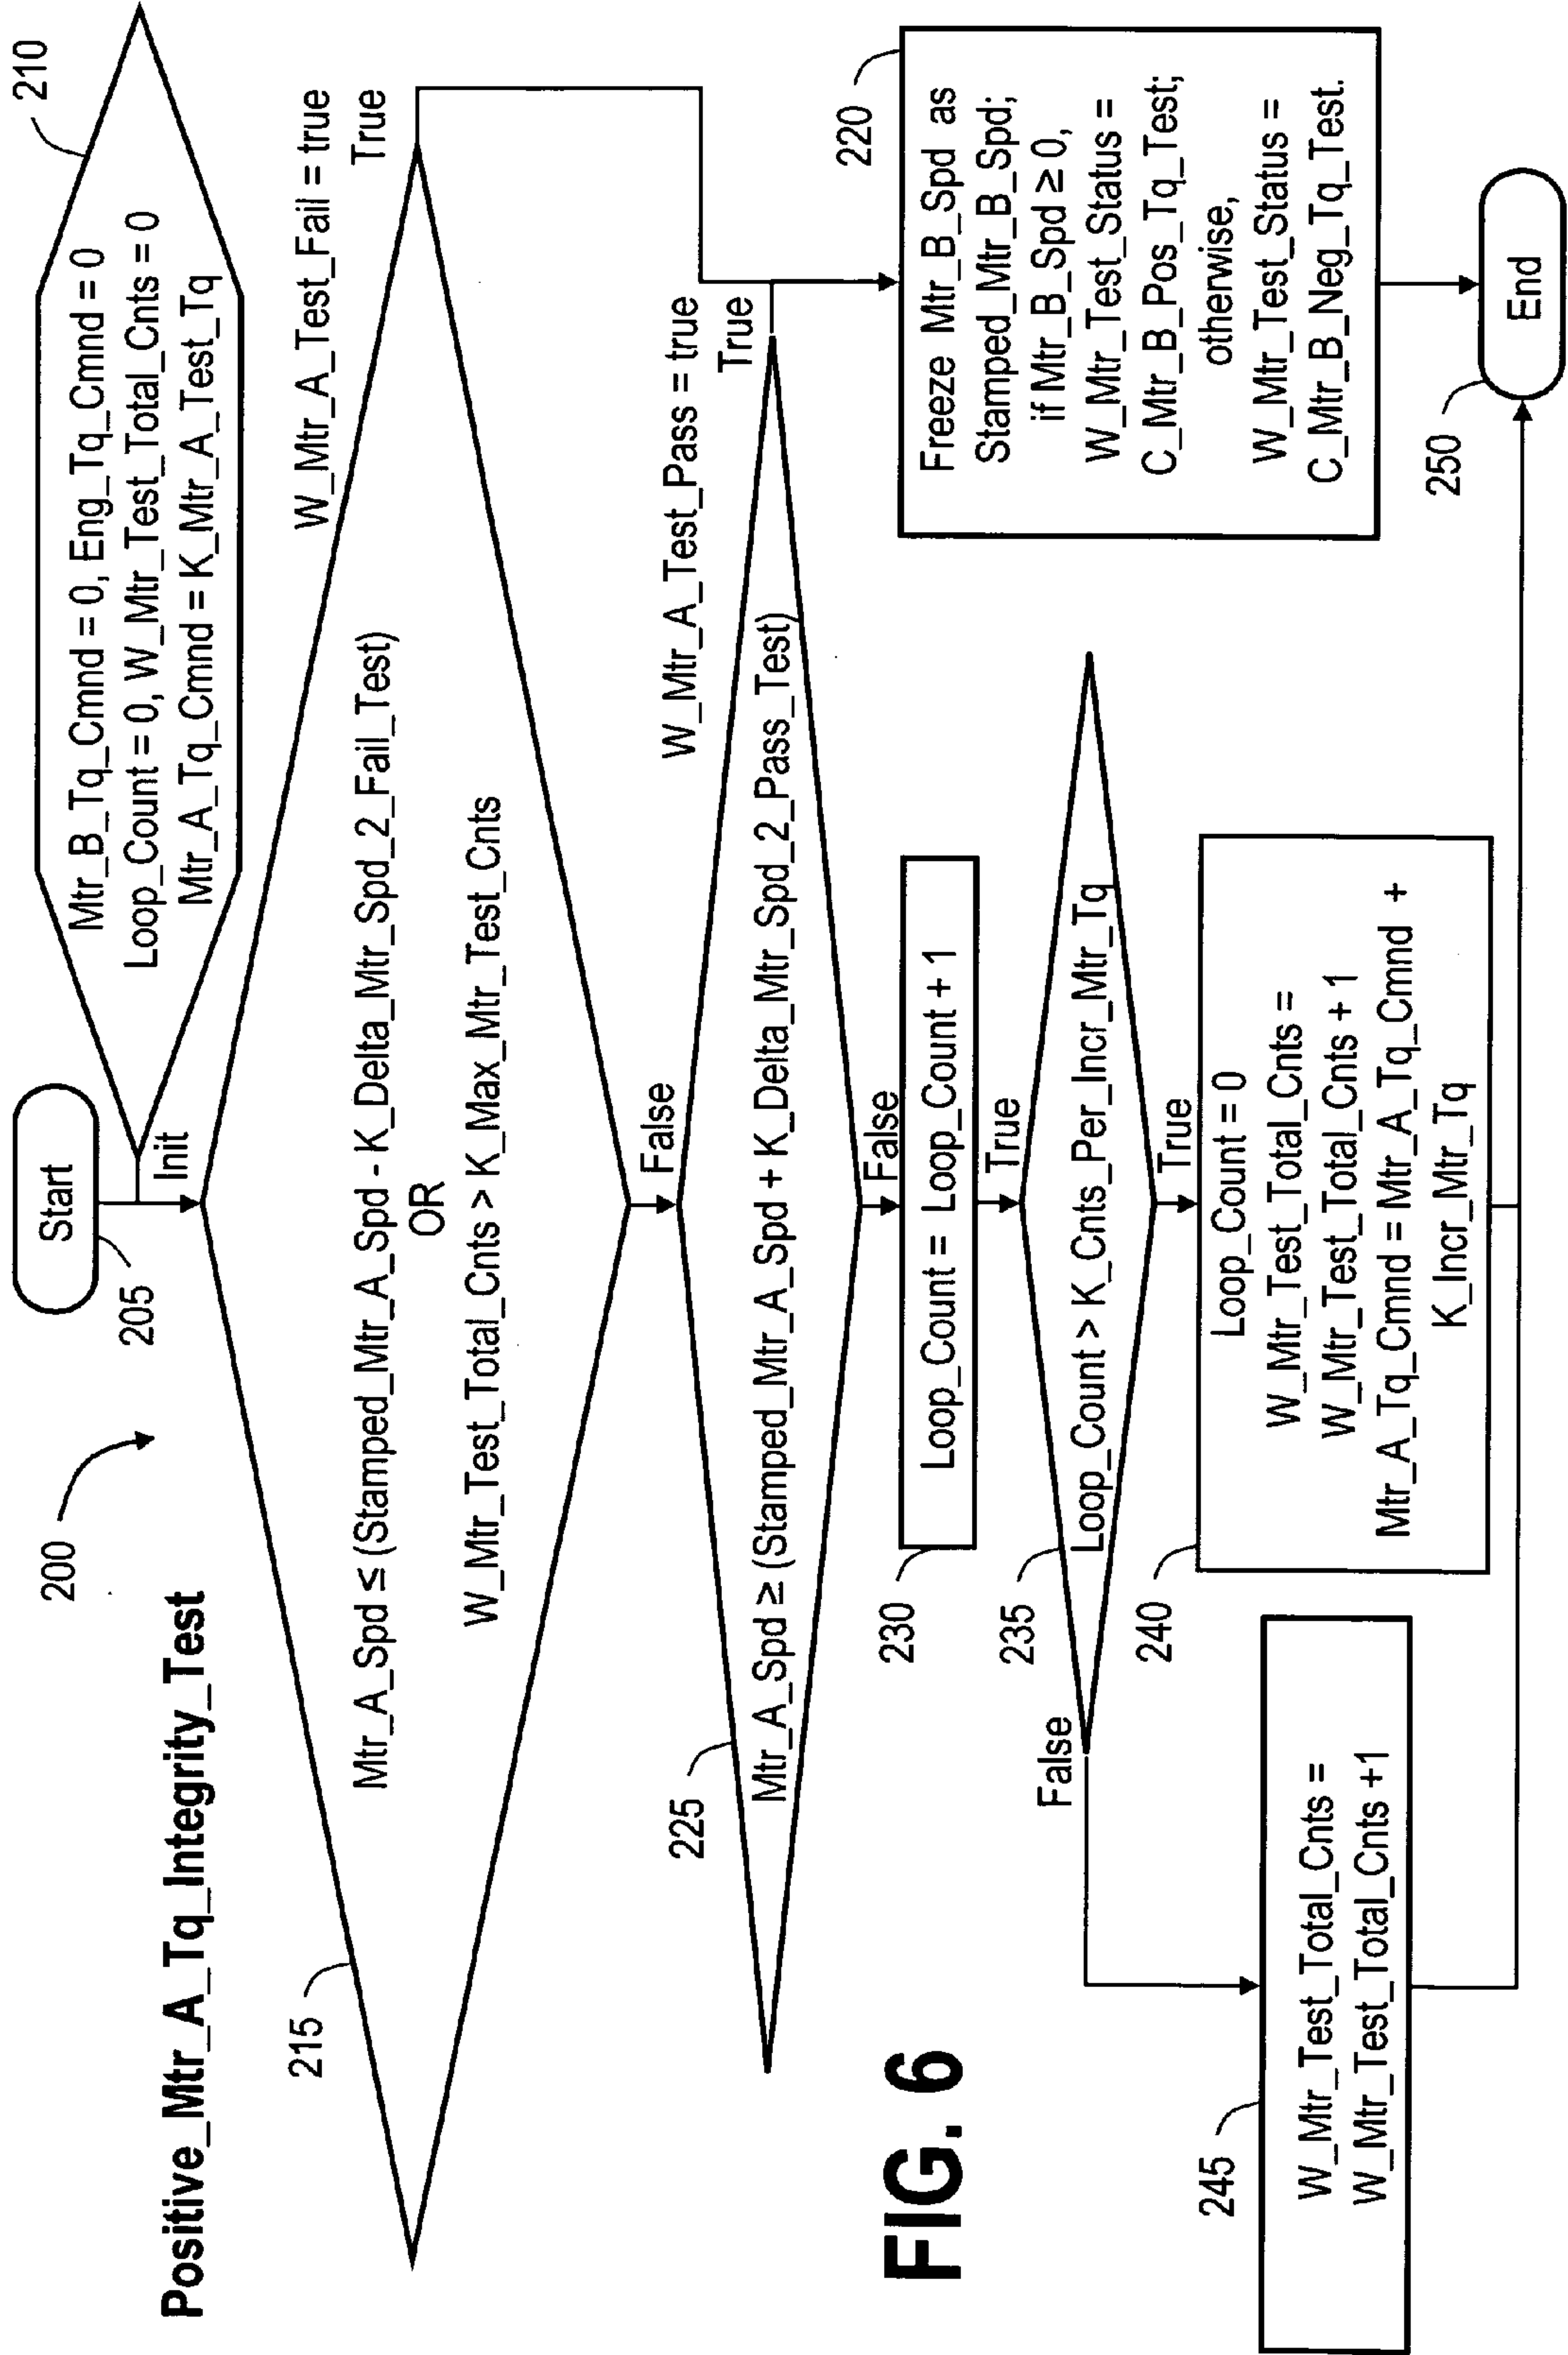 Positive_Mtr_A_Tq_Integrity_Test
200
Start
205
Init
210
Mtr_B_Tq_Cmnd = 0, Eng_Tq_Cmnd = 0
Loop_Count = 0, W_Mtr_Test_Total_Cnts = 0
Mtr_A_Tq_Cmnd = K_Mtr_A_Test_Tq
215
Mtr_A_Spd ≤ (Stamped_Mtr_A_Spd - K_Delta_Mtr_Spd_2_Fail_Test)
OR
W_Mtr_Test_Total_Cnts > K_Max_Mtr_Test_Cnts
W_Mtr_A_Test_Fail = true
True
False
225
Mtr_A_Spd ≥ (Stamped_Mtr_A_Spd + K_Delta_Mtr_Spd_2_Pass_Test)
W_Mtr_A_Test_Pass = true
True
False
220
Freeze Mtr_B_Spd as
Stamped_Mtr_B_Spd;
if Mtr_B_Spd ≥ 0,
W_Mtr_Test_Status =
C_Mtr_B_Pos_Tq_Test;
otherwise,
W_Mtr_Test_Status =
C_Mtr_B_Neg_Tq_Test.
230
Loop_Count = Loop_Count + 1
True
235
Loop_Count > K_Cnts_Per_Incr_Mtr_Tq
False
True
240
Loop_Count = 0
W_Mtr_Test_Total_Cnts =
W_Mtr_Test_Total_Cnts + 1
Mtr_A_Tq_Cmnd = Mtr_A_Tq_Cmnd +
K_Incr_Mtr_Tq
245
W_Mtr_Test_Total_Cnts =
W_Mtr_Test_Total_Cnts +1
250
End
FIG. 6